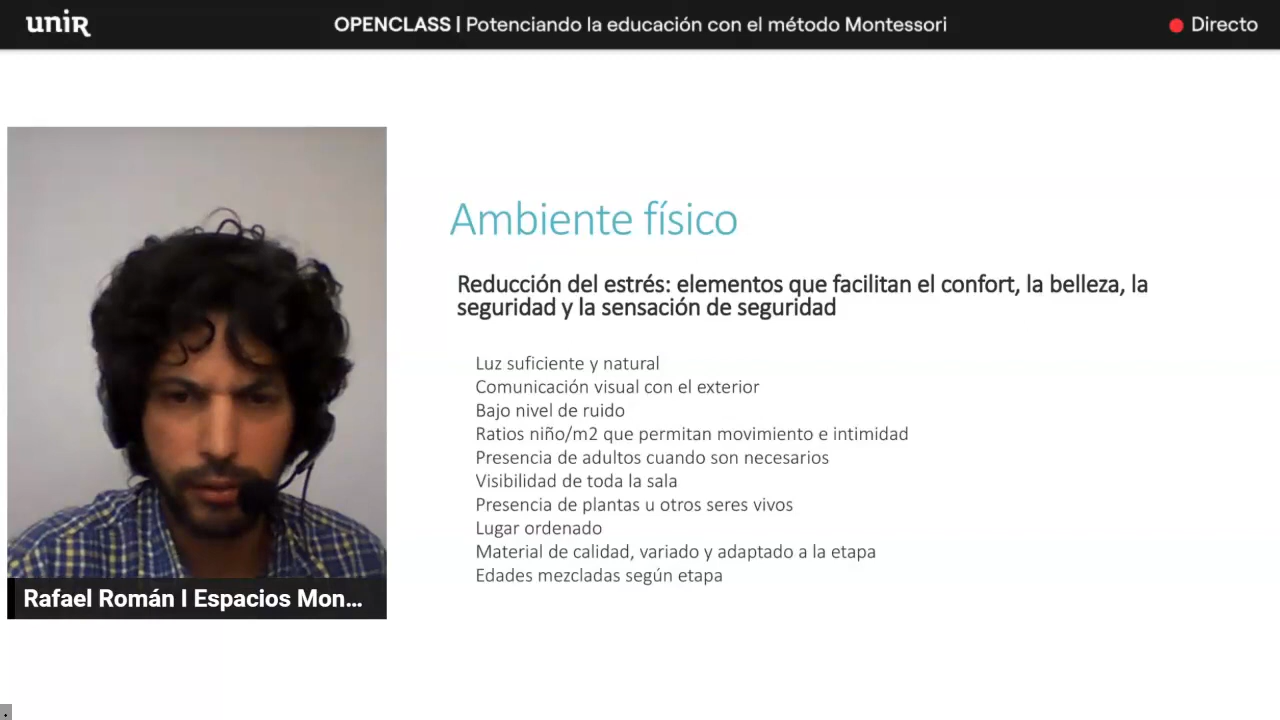 unir
OPENCLASS | Potenciando la educación con el método Montessori
Directo
Ambiente físico
Reducción del estrés: elementos que facilitan el confort, la belleza, la
seguridad y la sensación de seguridad
Luz suficiente y natural
Comunicación visual con el exterior
Bajo nivel de ruido
Ratios niño/m2 que permitan movimiento e intimidad
Presencia de adultos cuando son necesarios
Visibilidad de toda la sala
Presencia de plantas u otros seres vivos
Lugar ordenado
Material de calidad, variado y adaptado a la etapa
Edades mezcladas según etapa
Rafael Román I Espacios Mon...